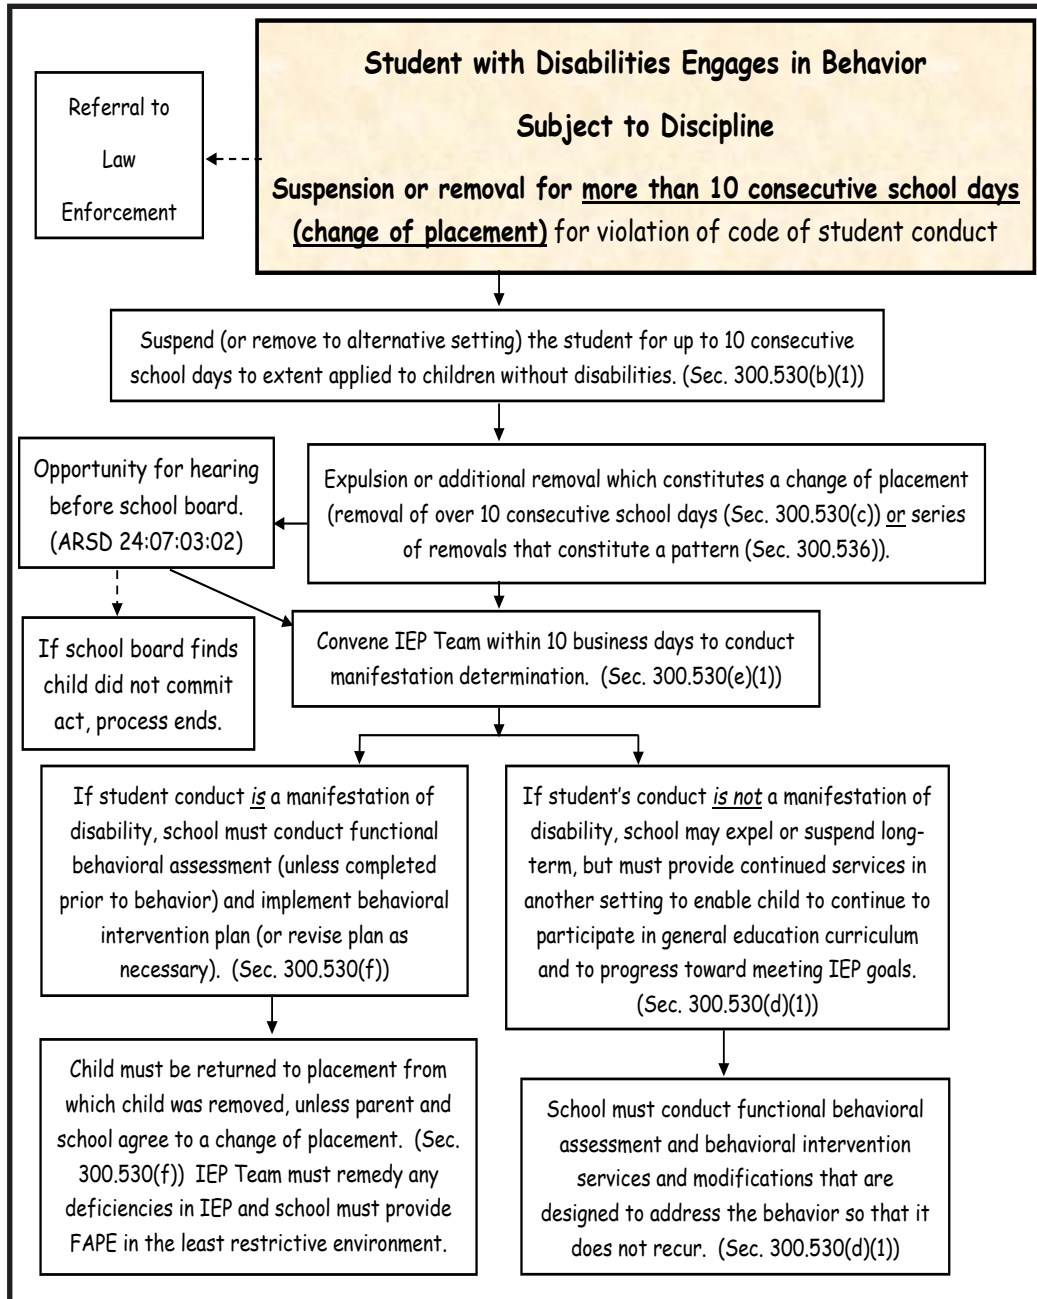 Student with Disabilities Engages in Behavior
Subject to Discipline
Suspension or removal for more than 10 consecutive school days
(change of placement) for violation of code of student conduct
Referral to
Law
Enforcement
Suspend (or remove to alternative setting) the student for up to 10 consecutive
school days to extent applied to children without disabilities. (Sec. 300.530(b)(1))
Opportunity for hearing
before school board.
(ARSD 24:07:03:02)
Expulsion or additional removal which constitutes a change of placement
(removal of over 10 consecutive school days (Sec. 300.530(c)) or series
of removals that constitute a pattern (Sec. 300.536)).
If school board finds
child did not commit
act, process ends.
Convene IEP Team within 10 business days to conduct
manifestation determination. (Sec. 300.530(e)(1))
If student conduct is a manifestation of
disability, school must conduct functional
behavioral assessment (unless completed
prior to behavior) and implement behavioral
intervention plan (or revise plan as
necessary). (Sec. 300.530(f))
If student's conduct is not a manifestation of
disability, school may expel or suspend long-
term, but must provide continued services in
another setting to enable child to continue to
participate in general education curriculum
and to progress toward meeting IEP goals.
(Sec. 300.530(d)(1))
Child must be returned to placement from
which child was removed, unless parent and
school agree to a change of placement. (Sec.
300.530(f)) IEP Team must remedy any
deficiencies in IEP and school must provide
FAPE in the least restrictive environment.
School must conduct functional behavioral
assessment and behavioral intervention
services and modifications that are
designed to address the behavior so that it
does not recur. (Sec. 300.530(d)(1))